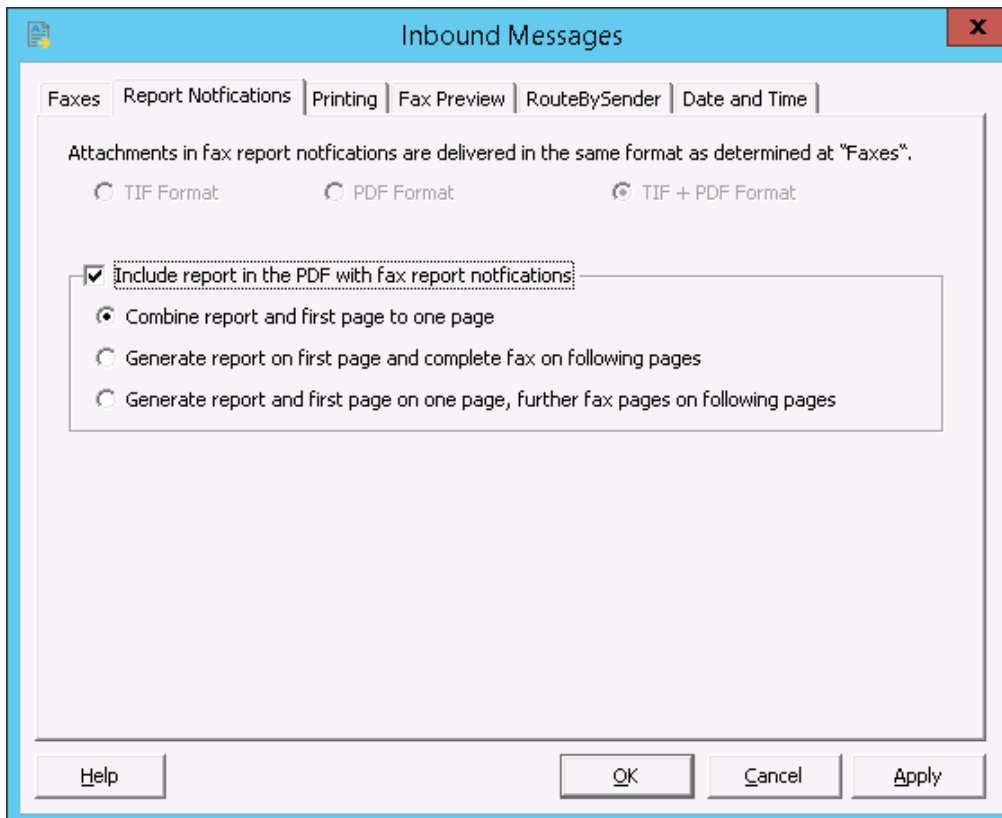 Inbound Messages
x
Faxes Report Notfications Printing Fax Preview RouteBySender Date and Time
Attachments in fax report notfications are delivered in the same format as determined at "Faxes".
TIF Format PDF Format TIF + PDF Format
Include report in the PDF with fax report notfications
Combine report and first page to one page
Generate report on first page and complete fax on following pages
Generate report and first page on one page, further fax pages on following pages
Help OK Cancel Apply